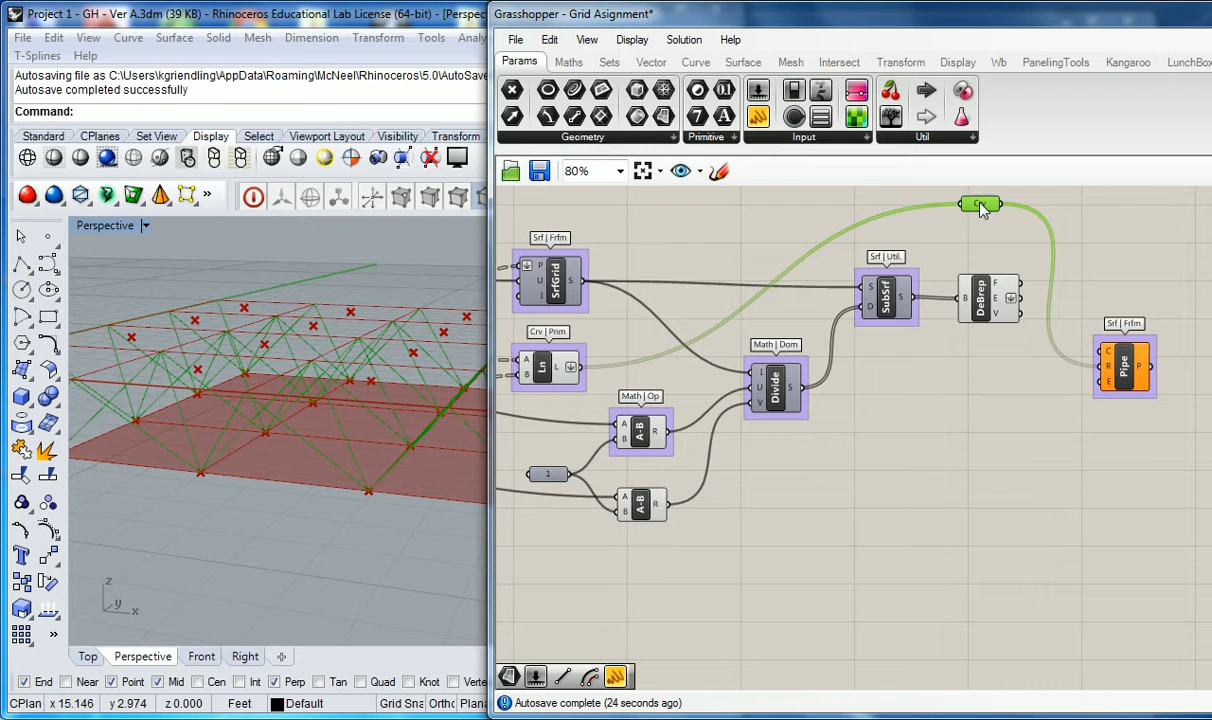 Project 1 - GH - Ver A.3dm (39 KB) - Rhinoceros Educational Lab License (64-bit) - [Perspec
File Edit View Curve Surface Solid Mesh Dimension Transform Tools Analy
T-Splines Help
Autosaving file as C:\Users\kgriendling\AppData\Roaming\McNeel\Rhinoceros\5.0\AutoSave
Autosave completed successfully
Command:
Standard CPlanes Set View Display Select Viewport Layout Visibility Transform
Perspective
z
y
x
Top Perspective Front Right
End Near Point Mid Cen Int Perp Tan Quad Knot Vertex
CPlan x 15.146 y 2.974 z 0.000 Feet Default Grid Sna Ortho Plana
Grasshopper - Grid Asignment*
File Edit View Display Solution Help
Params Maths Sets Vector Curve Surface Mesh Intersect Transform Display Wb PanelingTools Kangaroo LunchBox
Geometry Primitive Input Util
80%
Srf | Frfm
P
U
I
SrfGrid
S
Crv | Prim
A
B
Ln
L
Math | Op
A
B
A-B
R
1
A
B
A-B
R
Math | Dom
I
U
V
Divide
S
Srf | Util.
S
D
SubSrf
S
B
DeBrep
F
E
V
Srf | Frfm
C
R
E
Pipe
P
Autosave complete (24 seconds ago)